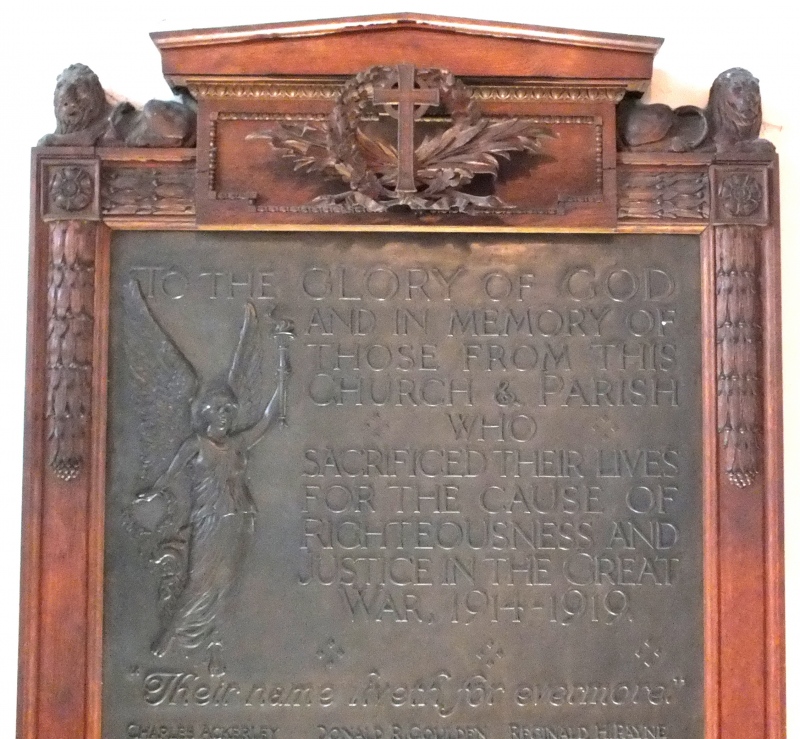 TO THE GLORY OF GOD
AND IN MEMORY OF
THOSE FROM THIS
CHURCH & PARISH
WHO
SACRIFICED THEIR LIVES
FOR THE CAUSE OF
RIGHTEOUSNESS AND
JUSTICE IN THE GREAT
WAR, 1914-1919.
"Their name liveth for evermore."
CHARLES ACKERLEY DONALD R. GOULDEN REGINALD H. PAYNE